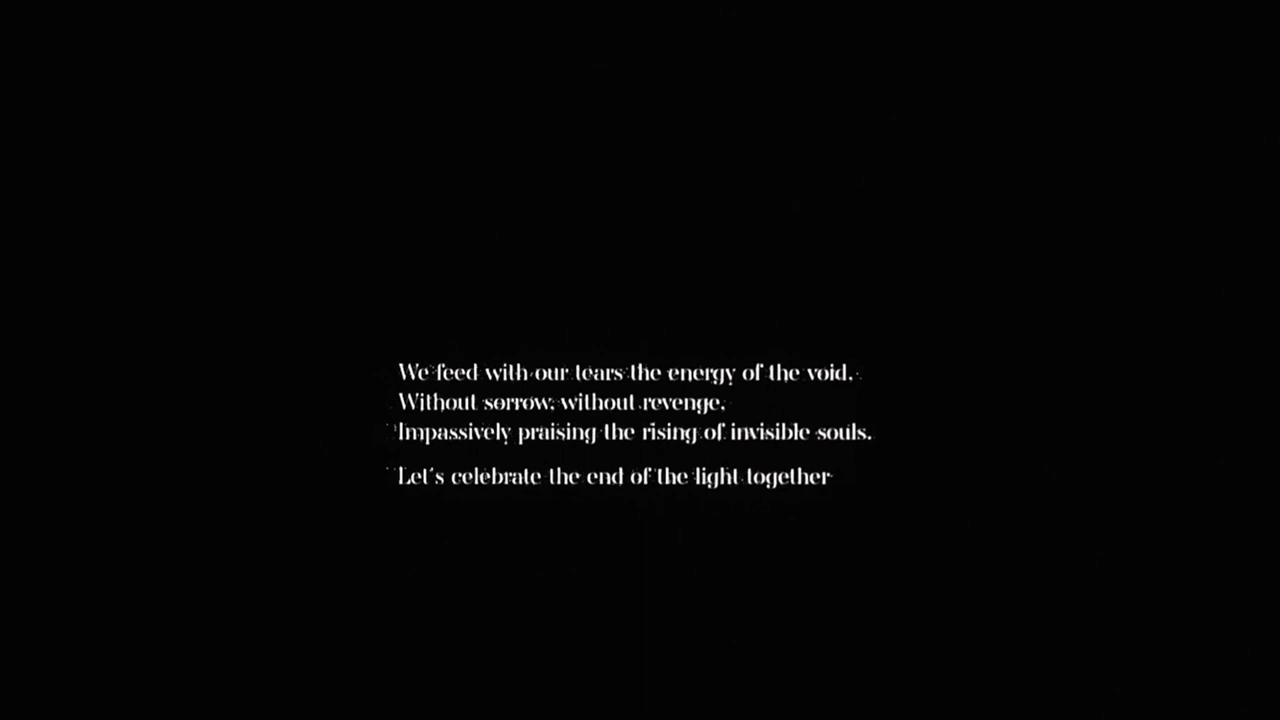 We feed with our tears the energy of the void.
Without sorrow, without revenge,
Impassively praising the rising of invisible souls.
Let's celebrate the end of the light together